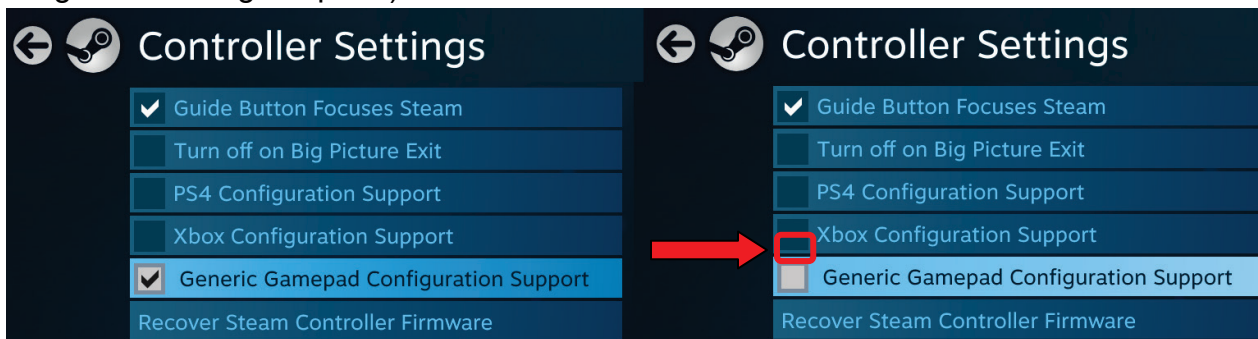 Controller Settings
Guide Button Focuses Steam
Turn off on Big Picture Exit
PS4 Configuration Support
Xbox Configuration Support
Generic Gamepad Configuration Support
Recover Steam Controller Firmware
Controller Settings
Guide Button Focuses Steam
Turn off on Big Picture Exit
PS4 Configuration Support
Xbox Configuration Support
Generic Gamepad Configuration Support
Recover Steam Controller Firmware